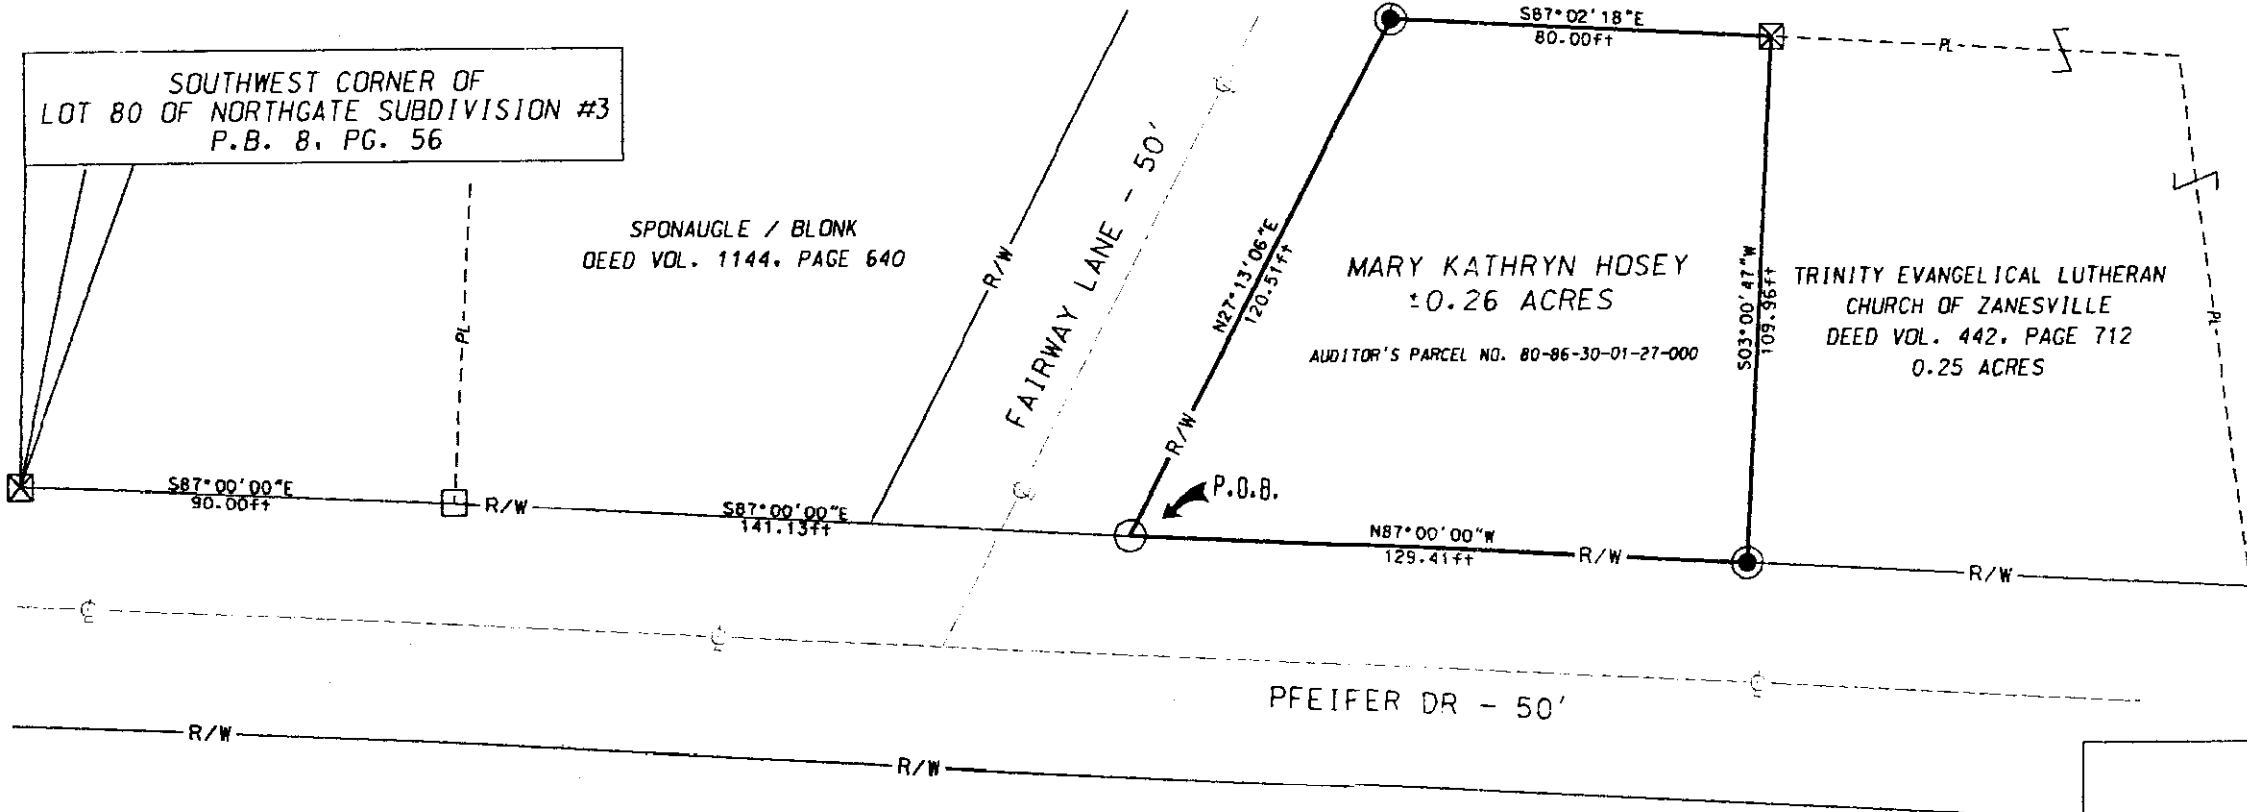 SOUTHWEST CORNER OF
LOT 80 OF NORTHGATE SUBDIVISION #3
P.B. 8, PG. 56
S87°02'18"E
80.00ft
PL
SPONAUGLE / BLONK
DEED VOL. 1144, PAGE 640
PL
R/W
FAIRWAY LANE - 50'
N27°13'06"E
120.51ft
R/W
MARY KATHRYN HOSEY
±0.26 ACRES
AUDITOR'S PARCEL NO. 80-86-30-01-27-000
S03°00'47"W
109.96ft
TRINITY EVANGELICAL LUTHERAN
CHURCH OF ZANESVILLE
DEED VOL. 442, PAGE 712
0.25 ACRES
PL
S87°00'00"E
90.00ft
R/W
S87°00'00"E
141.13ft
P.O.B.
N87°00'00"W
129.41ft
R/W
R/W
PFEIFER DR - 50'
R/W
R/W